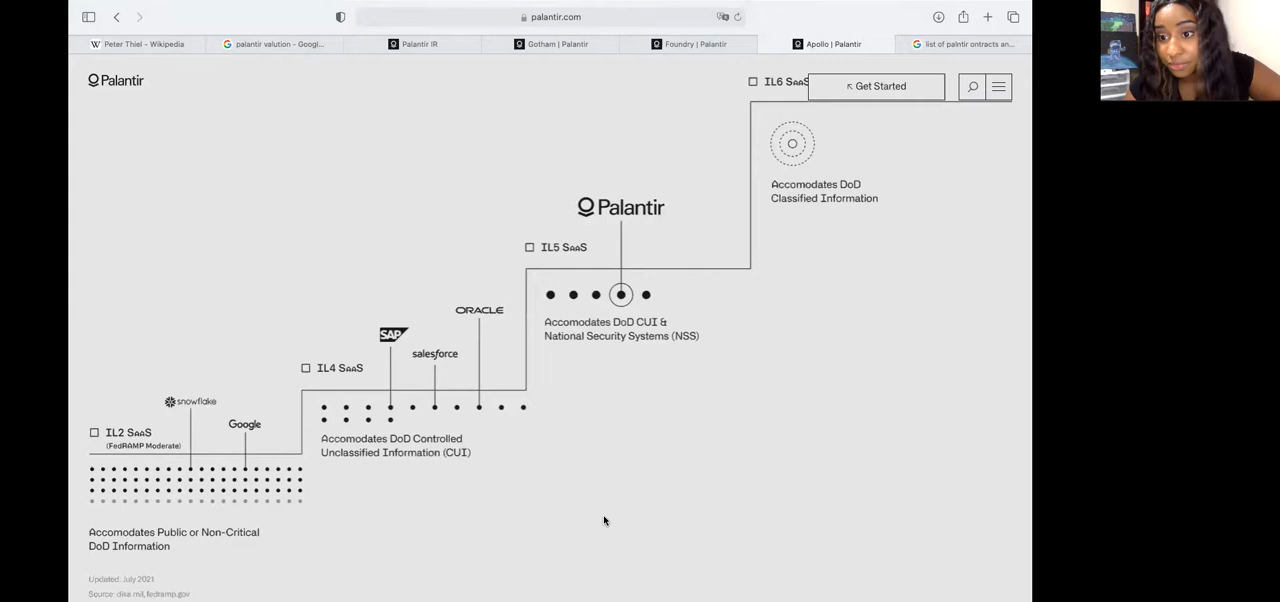 palantir.com
Peter Thiel - Wikipedia
palantir valution - Googl...
Palantir IR
Gotham | Palantir
Foundry | Palantir
Apollo | Palantir
list of palntir ontracts an...
Palantir
IL6 SaaS
Get Started
Accomodates DoD
Classified Information
Palantir
IL5 SaaS
Accomodates DoD CUI &
National Security Systems (NSS)
ORACLE
SAP
salesforce
IL4 SaaS
Accomodates DoD Controlled
Unclassified Information (CUI)
snowflake
Google
IL2 SaaS
(FedRAMP Moderate)
Accomodates Public or Non-Critical
DoD Information
Updated: July 2021
Source: disa.mil, fedramp.gov